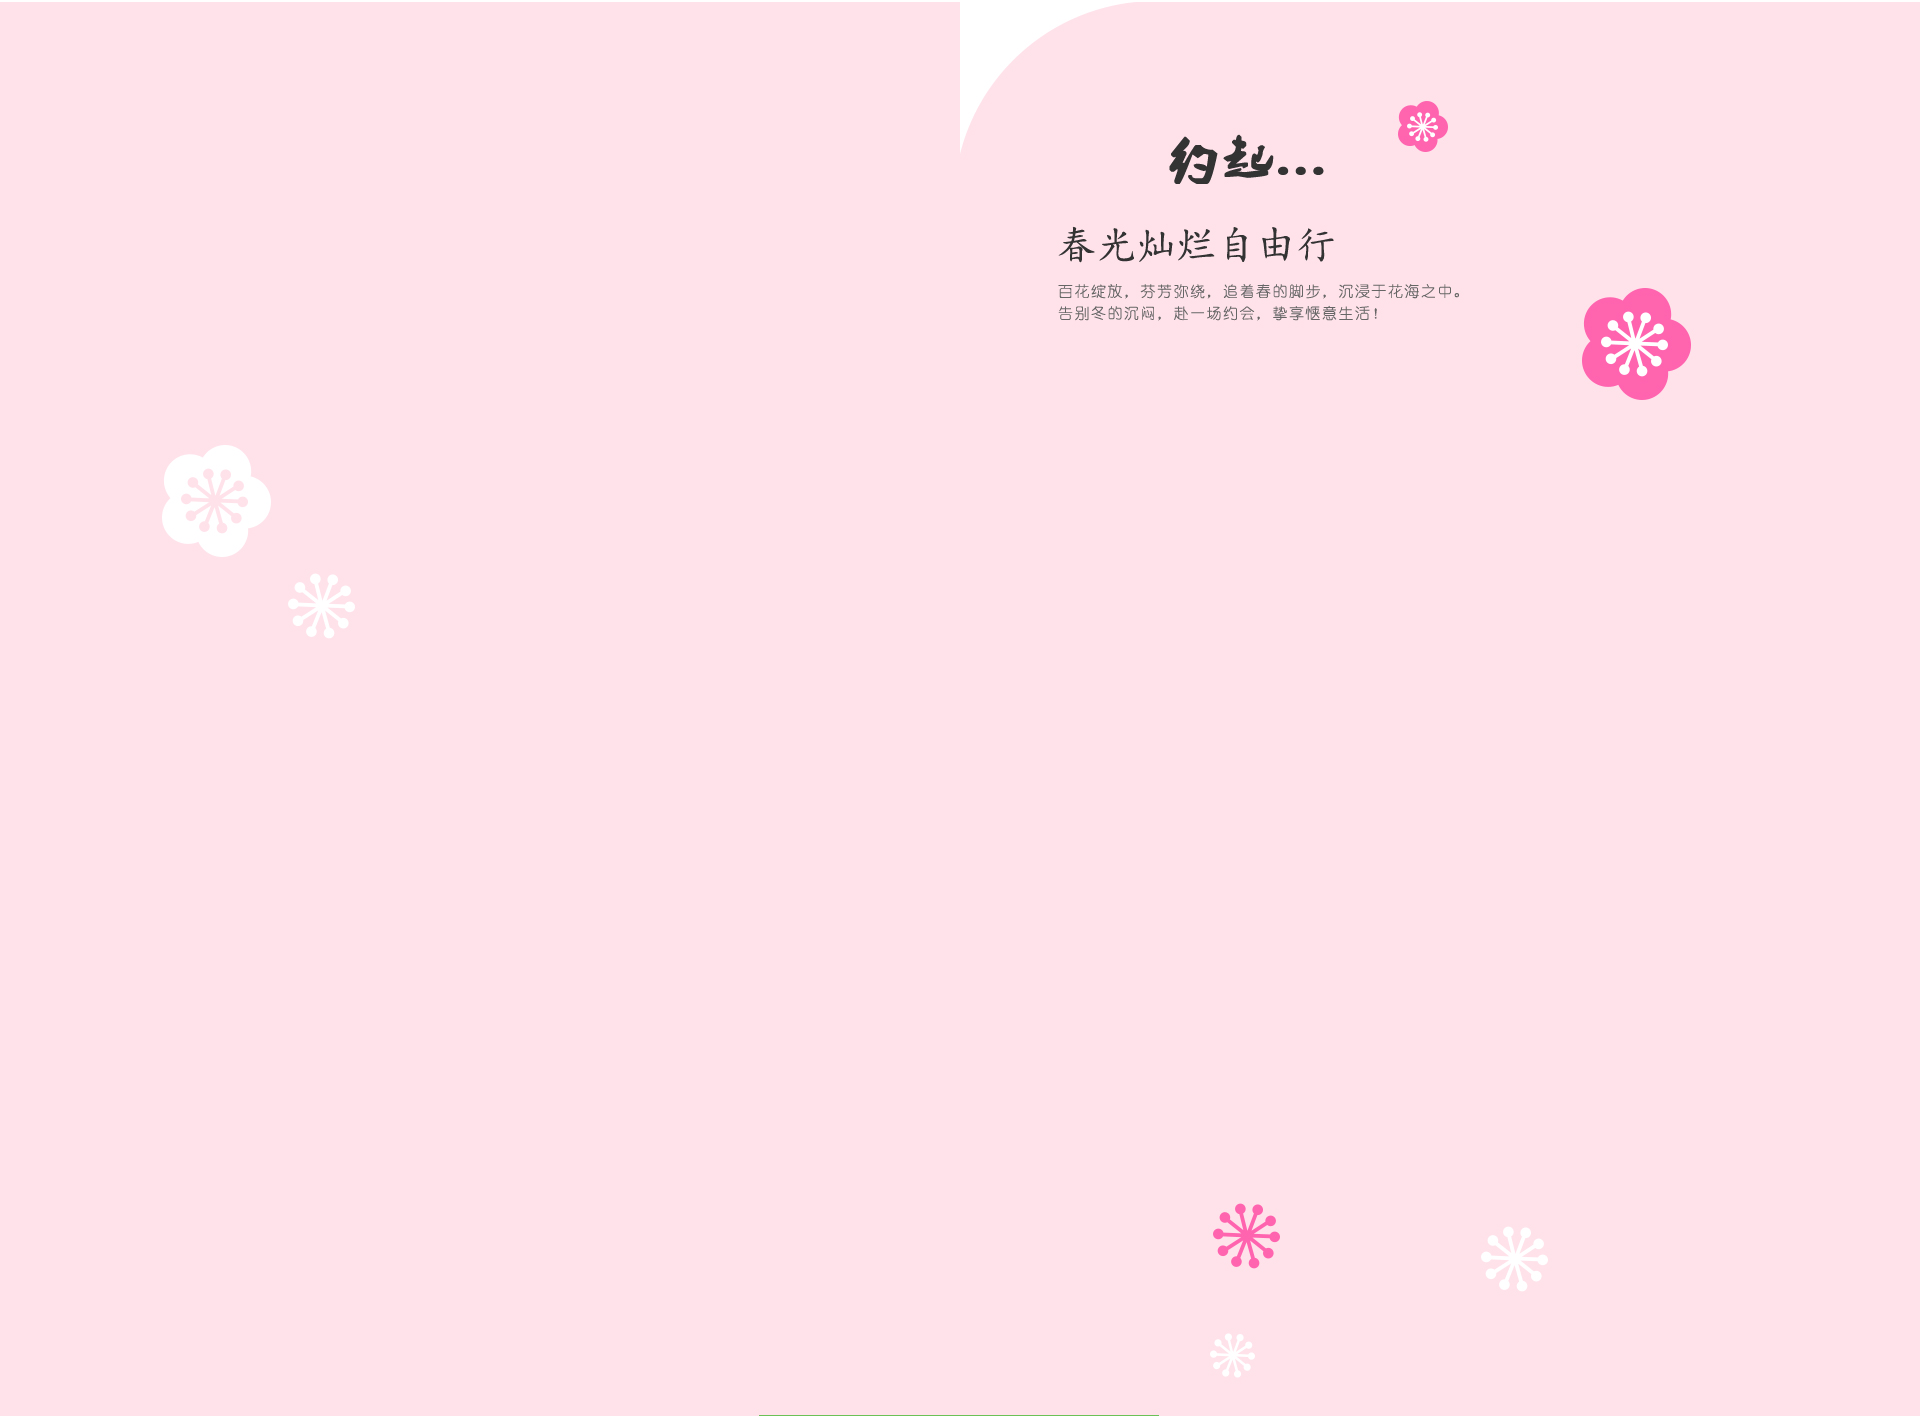 约起...
春光灿烂自由行
百花绽放，芬芳弥绕，追着春的脚步，沉浸于花海之中。
告别冬的沉闷，赴一场约会，挚享惬意生活！